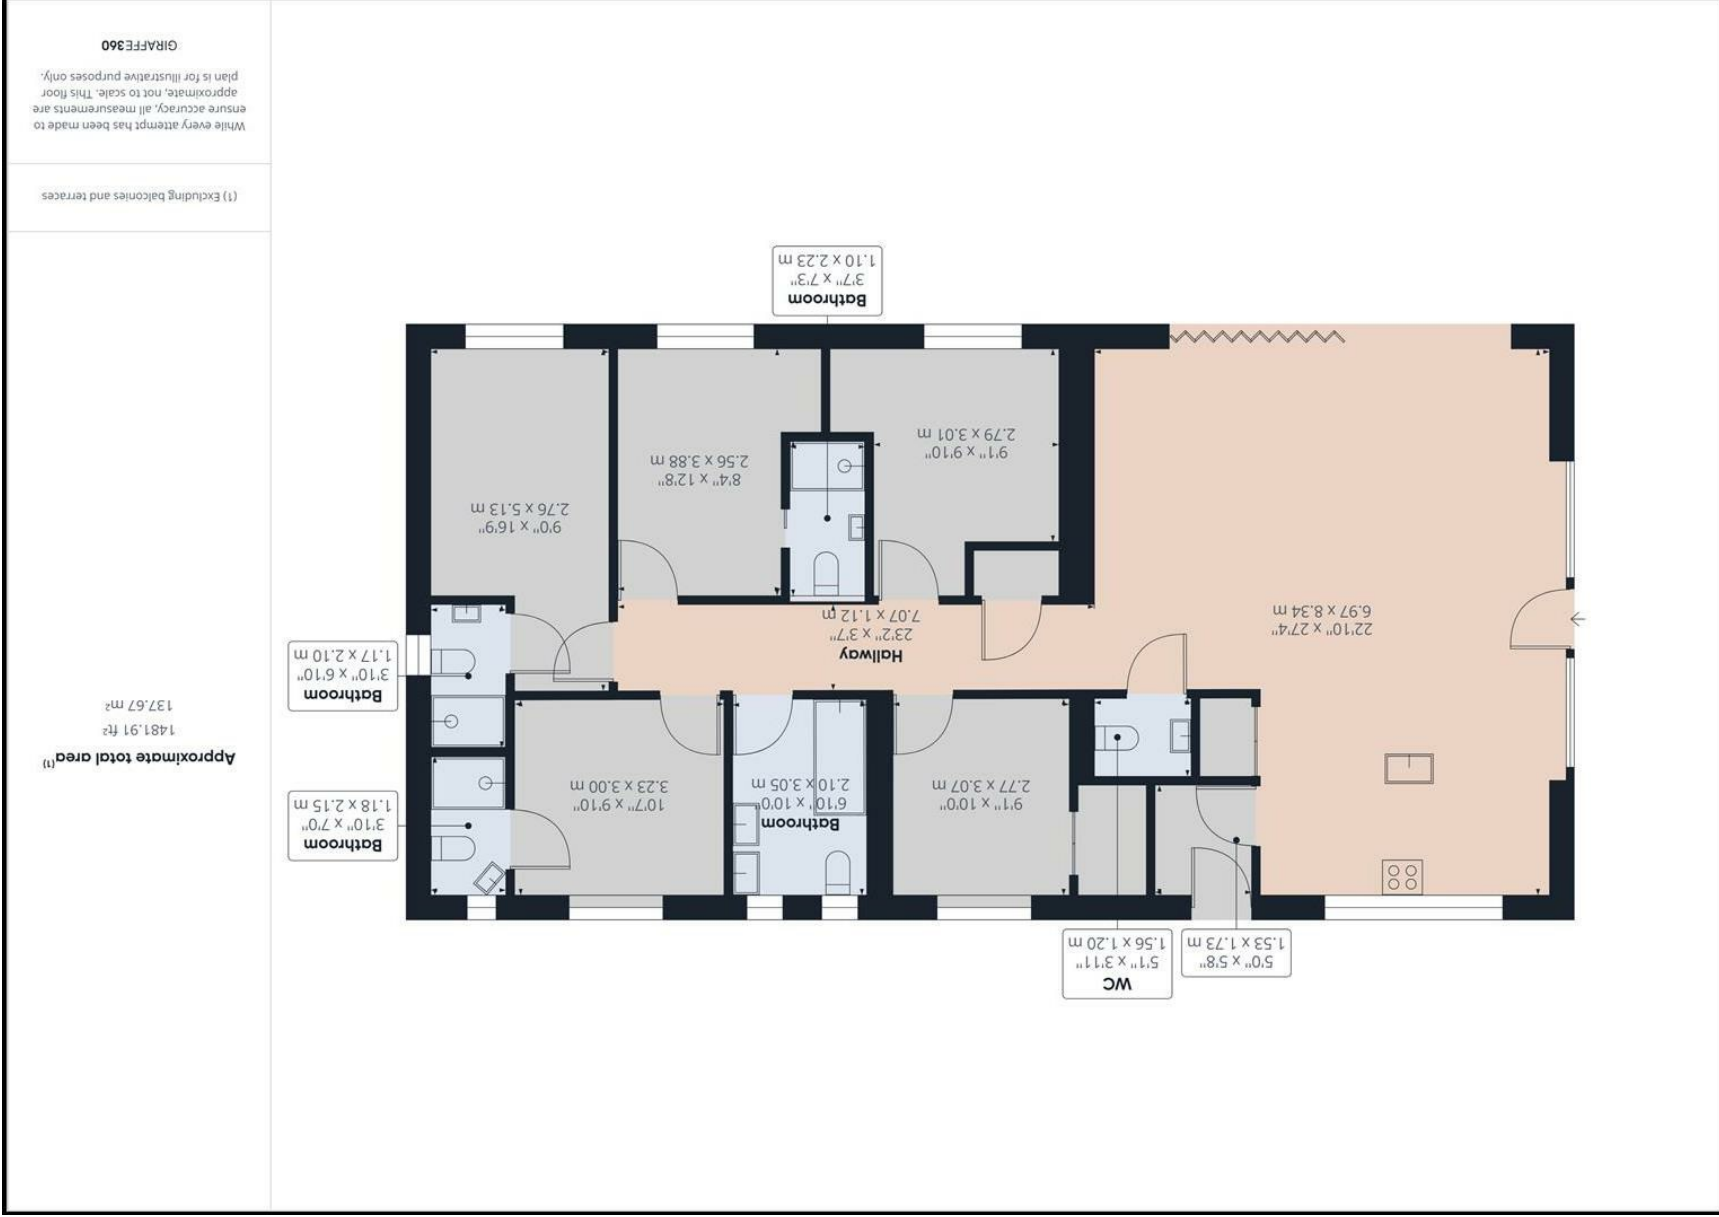 5'0" x 5'8"
1.53 x 1.73 m
WC
5'1" x 3'11"
1.56 x 1.20 m
9'1" x 10'0"
2.77 x 3.07 m
Bathroom
6'10" x 10'0"
2.10 x 3.05 m
10'7" x 9'10"
3.23 x 3.00 m
Bathroom
3'10" x 7'0"
1.18 x 2.15 m
22'10" x 27'4"
6.97 x 8.34 m
Hallway
23'2" x 3'7"
7.07 x 1.12 m
Bathroom
3'10" x 6'10"
1.17 x 2.10 m
9'1" x 9'10"
2.79 x 3.01 m
8'4" x 12'8"
2.56 x 3.88 m
9'0" x 16'9"
2.76 x 5.13 m
Bathroom
3'7" x 7'3"
1.10 x 2.23 m
Approximate total area⁽¹⁾
1481.91 ft²
137.67 m²
(1) Excluding balconies and terraces
While every attempt has been made to
ensure accuracy, all measurements are
approximate, not to scale. This floor
plan is for illustrative purposes only.
GIRAFFE360